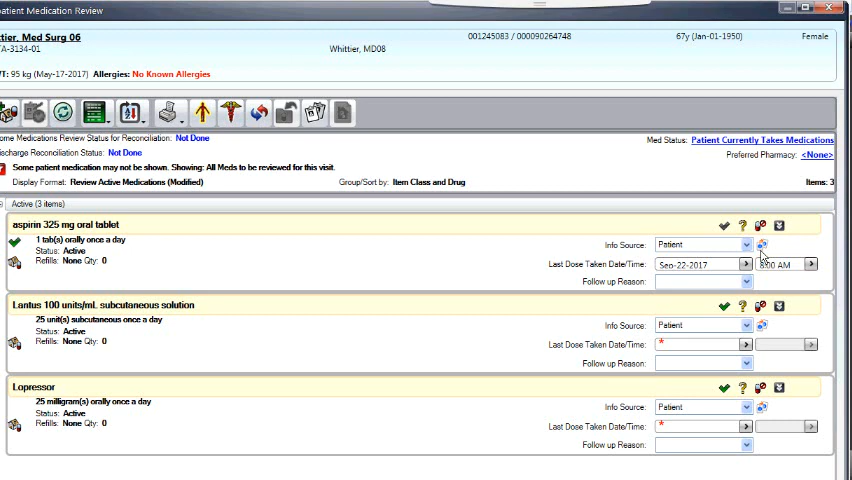 atient Medication Review
tier, Med Surg 06
TA-3134-01
Whittier, MD08
001245083 / 000090264748
67y (Jan-01-1950)
Female
VT: 95 kg (May-17-2017) Allergies: No Known Allergies
ome Medications Review Status for Reconciliation: Not Done
Med Status: Patient Currently Takes Medications
ischarge Reconciliation Status: Not Done
Preferred Pharmacy: <None>
Some patient medication may not be shown. Showing: All Meds to be reviewed for this visit.
Display Format: Review Active Medications (Modified)
Group/Sort by: Item Class and Drug
Items: 3
Active (3 items)
aspirin 325 mg oral tablet
1 tab(s) orally once a day
Status: Active
Refills: None Qty: 0
Info Source: Patient
Last Dose Taken Date/Time: Sep-22-2017 8:00 AM
Follow up Reason:
Lantus 100 units/mL subcutaneous solution
25 unit(s) subcutaneous once a day
Status: Active
Refills: None Qty: 0
Info Source: Patient
Last Dose Taken Date/Time: *
Follow up Reason:
Lopressor
25 milligram(s) orally once a day
Status: Active
Refills: None Qty: 0
Info Source: Patient
Last Dose Taken Date/Time: *
Follow up Reason: